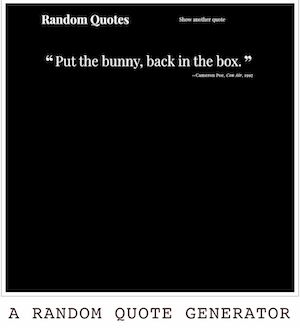 Random Quotes
Show another quote
“ Put the bunny, back in the box. ”
—Cameron Poe, Con Air, 1997
A RANDOM QUOTE GENERATOR